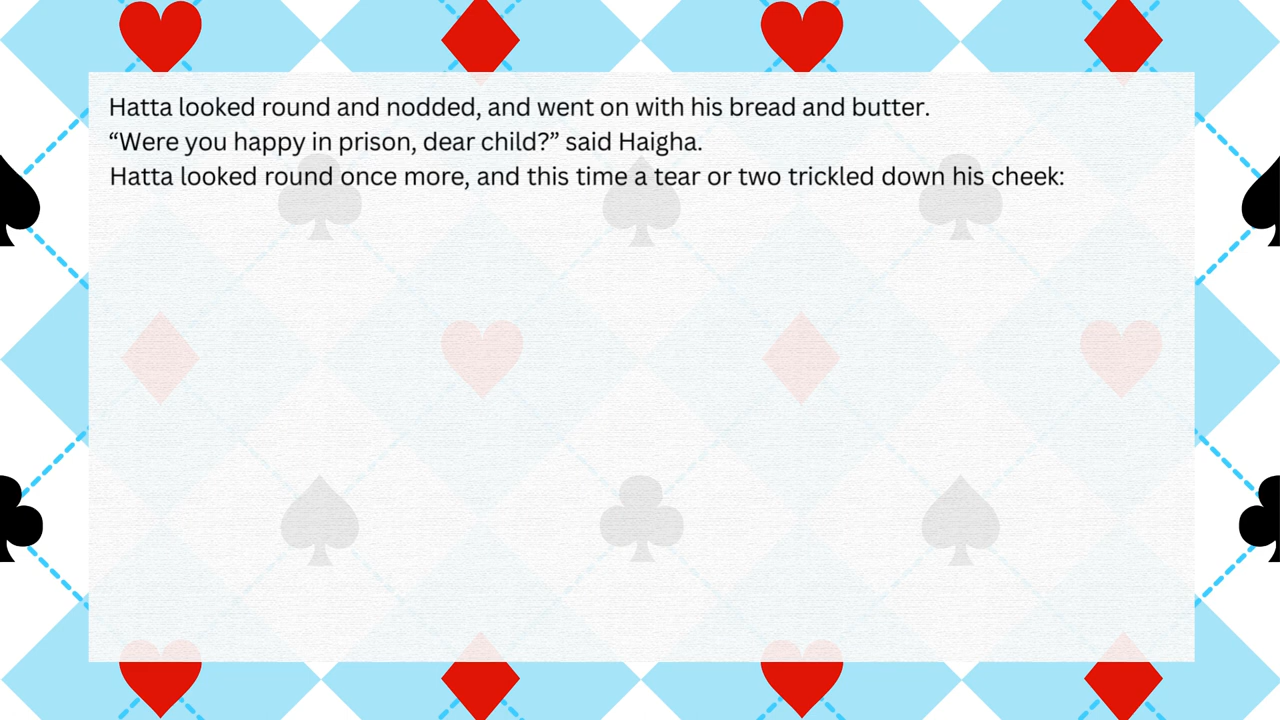 Hatta looked round and nodded, and went on with his bread and butter.
“Were you happy in prison, dear child?” said Haigha.
Hatta looked round once more, and this time a tear or two trickled down his cheek: